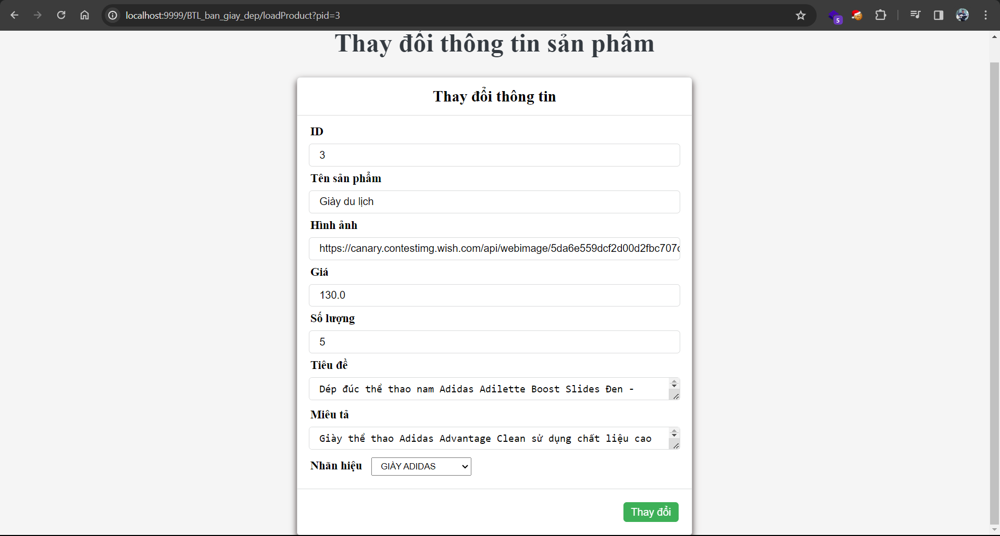 localhost:9999/BTL_ban_giay_dep/loadProduct?pid=3
5
Thay đổi thông tin sản phẩm
Thay đổi thông tin
ID
3
Tên sản phẩm
Giày du lịch
Hình ảnh
https://canary.contestimg.wish.com/api/webimage/5da6e559dcf2d00d2fbc707
Giá
130.0
Số lượng
5
Tiêu đề
Dép đúc thể thao nam Adidas Adilette Boost Slides Đen -
Miêu tả
Giày thể thao Adidas Advantage Clean sử dụng chất liệu cao
Nhãn hiệu GIÀY ADIDAS
Thay đổi